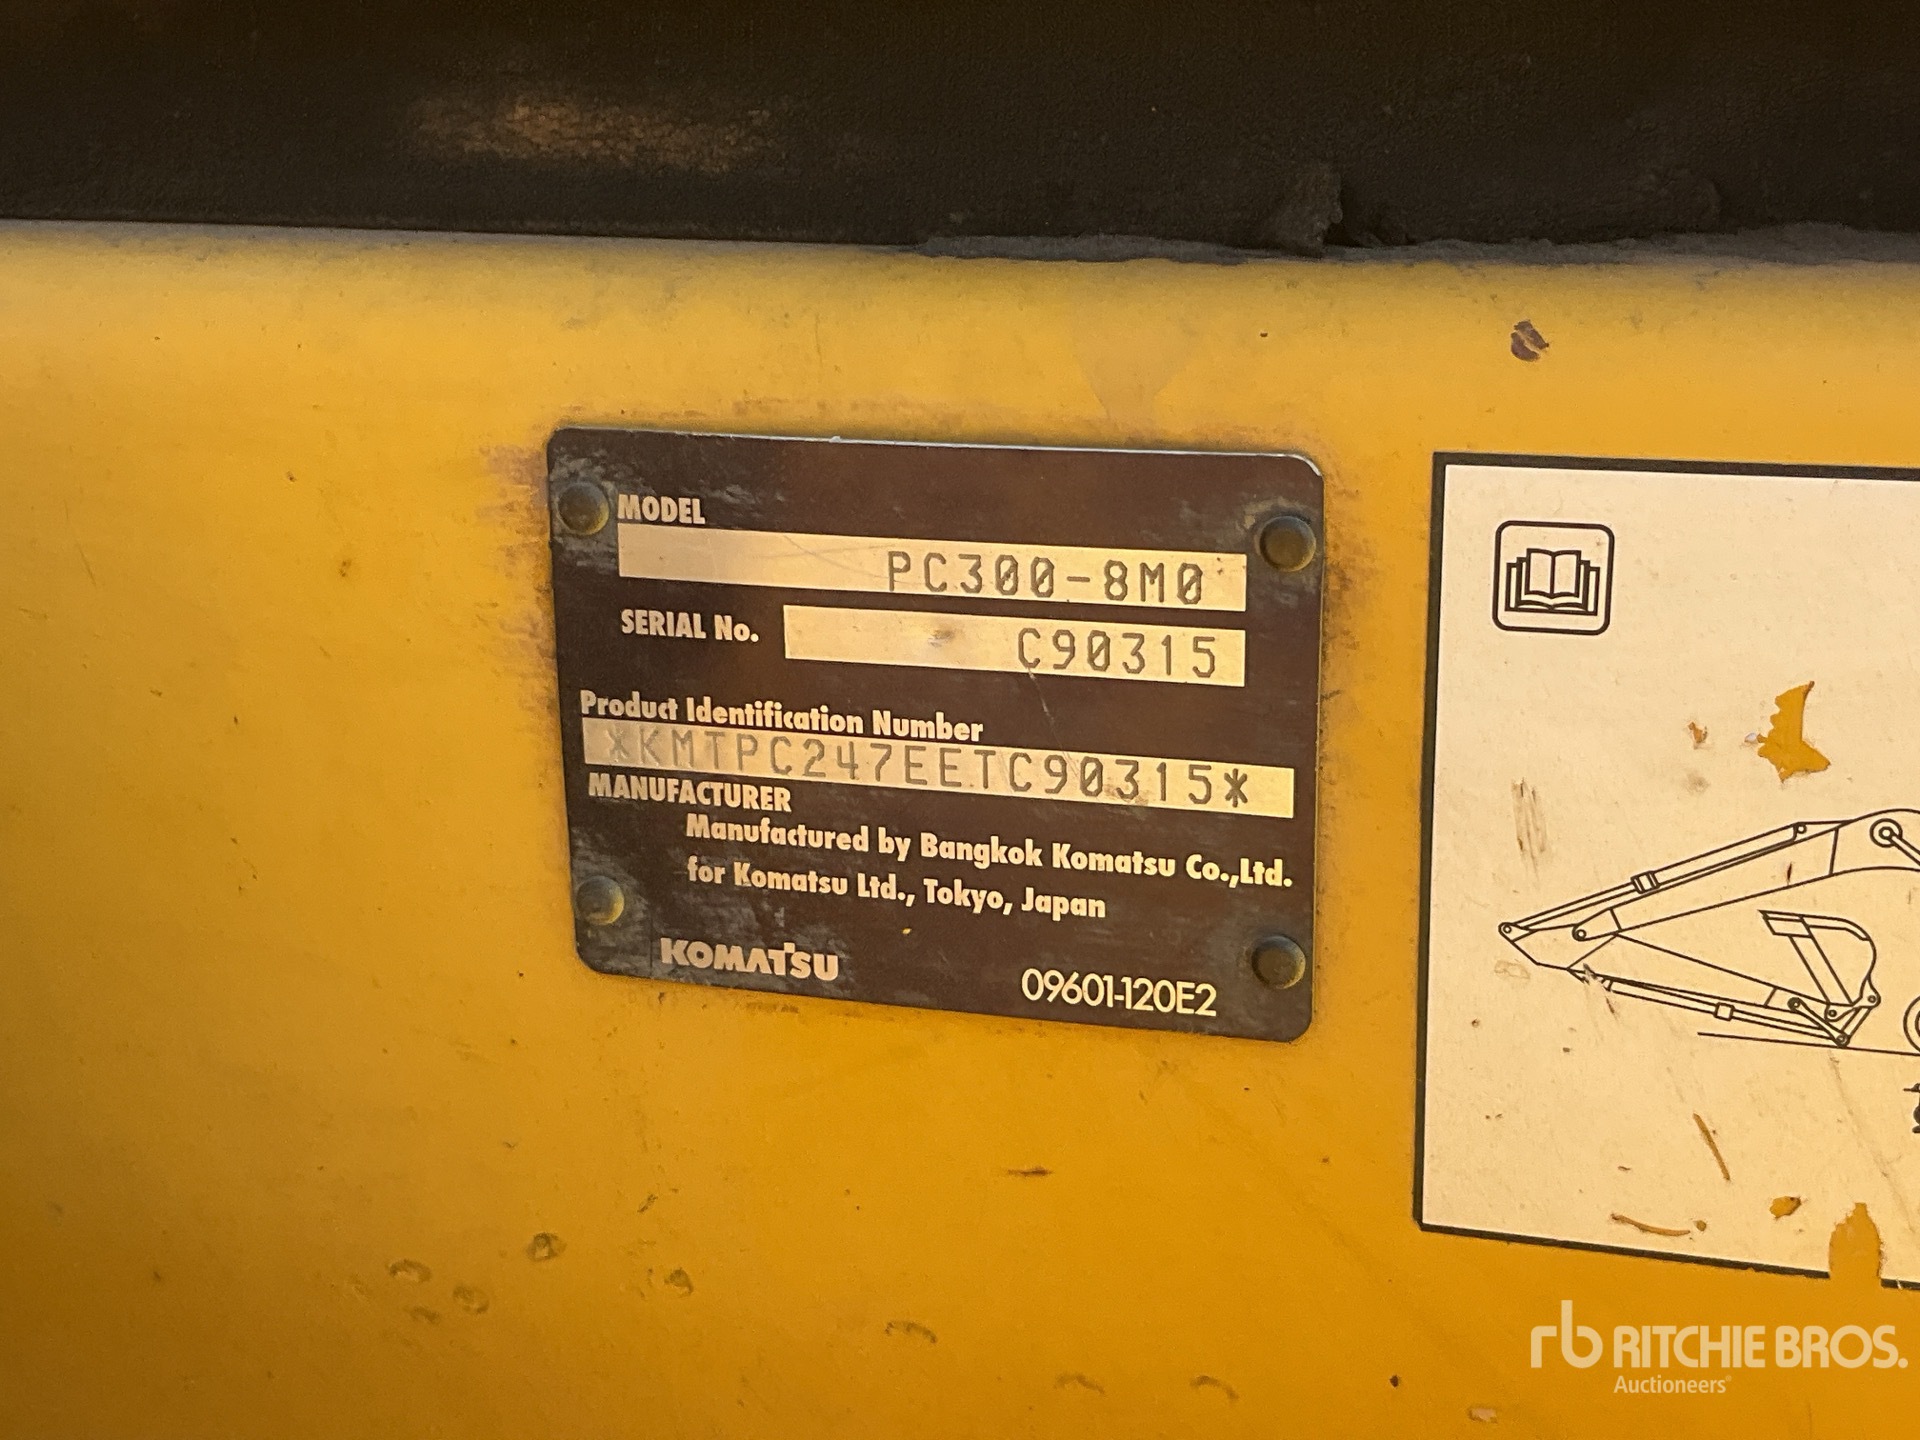 MODEL
PC300-8M0
SERIAL No.
C90315
Product Identification Number
*KMTPC247EETC90315*
MANUFACTURER
Manufactured by Bangkok Komatsu Co.,Ltd.
for Komatsu Ltd., Tokyo, Japan
KOMATSU
09601-120E2
rb RITCHIE BROS.
Auctioneers®